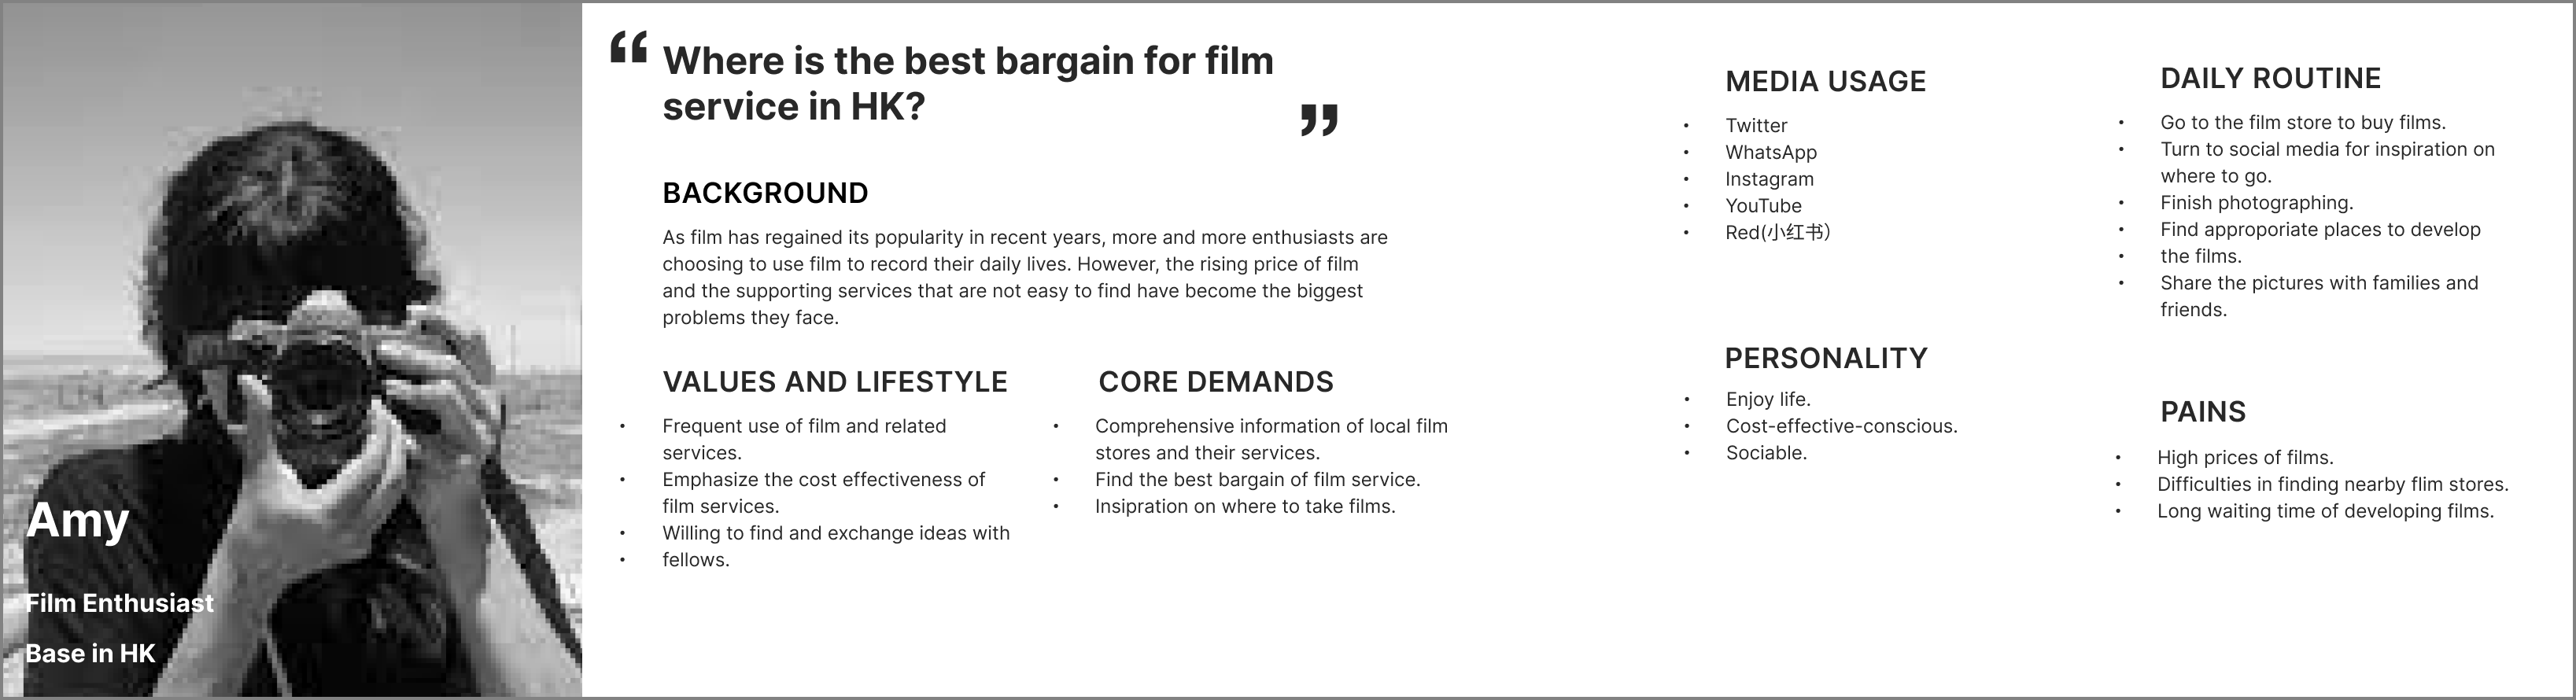 “ Where is the best bargain for film
service in HK? ”
BACKGROUND
As film has regained its popularity in recent years, more and more enthusiasts are
choosing to use film to record their daily lives. However, the rising price of film
and the supporting services that are not easy to find have become the biggest
problems they face.
VALUES AND LIFESTYLE
• Frequent use of film and related
services.
• Emphasize the cost effectiveness of
film services.
• Willing to find and exchange ideas with
• fellows.
CORE DEMANDS
• Comprehensive information of local film
stores and their services.
• Find the best bargain of film service.
• Insipration on where to take films.
MEDIA USAGE
• Twitter
• WhatsApp
• Instagram
• YouTube
• Red(小红书）
PERSONALITY
• Enjoy life.
• Cost-effective-conscious.
• Sociable.
DAILY ROUTINE
• Go to the film store to buy films.
• Turn to social media for inspiration on
where to go.
• Finish photographing.
• Find approporiate places to develop
• the films.
• Share the pictures with families and
friends.
PAINS
• High prices of films.
• Difficulties in finding nearby flim stores.
• Long waiting time of developing films.
Amy
Film Enthusiast
Base in HK